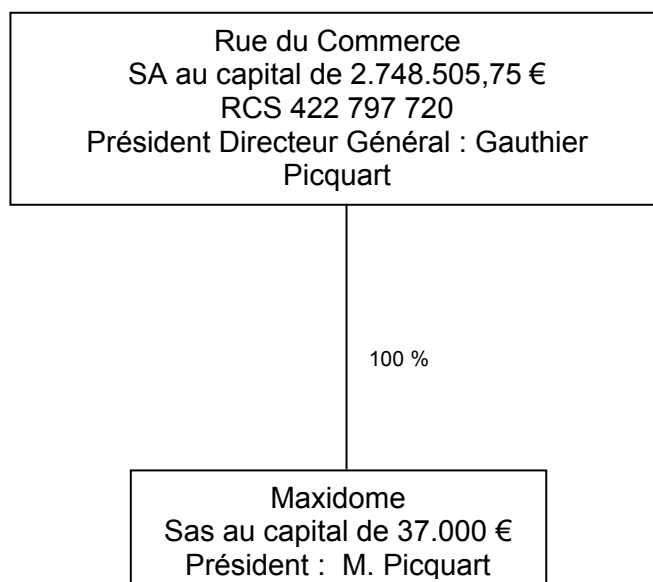 Rue du Commerce
SA au capital de 2.748.505,75 €
RCS 422 797 720
Président Directeur Général : Gauthier
Picquart
100 %
Maxidome
Sas au capital de 37.000 €
Président : M. Picquart